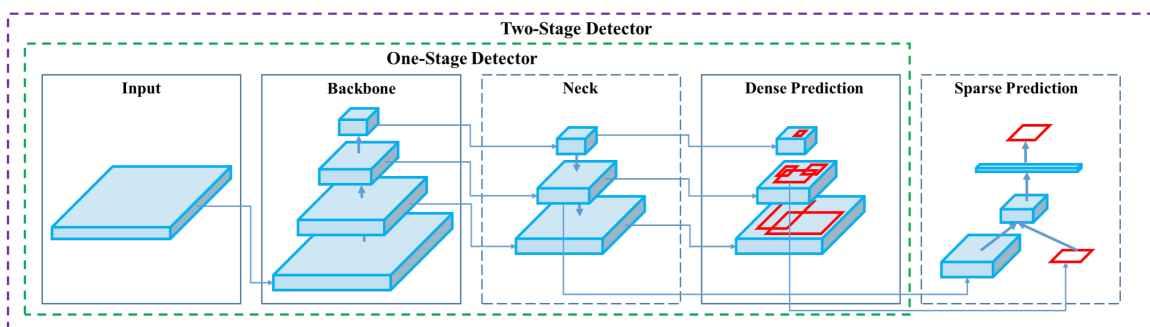 Two-Stage Detector
One-Stage Detector
Input
Backbone
Neck
Dense Prediction
Sparse Prediction